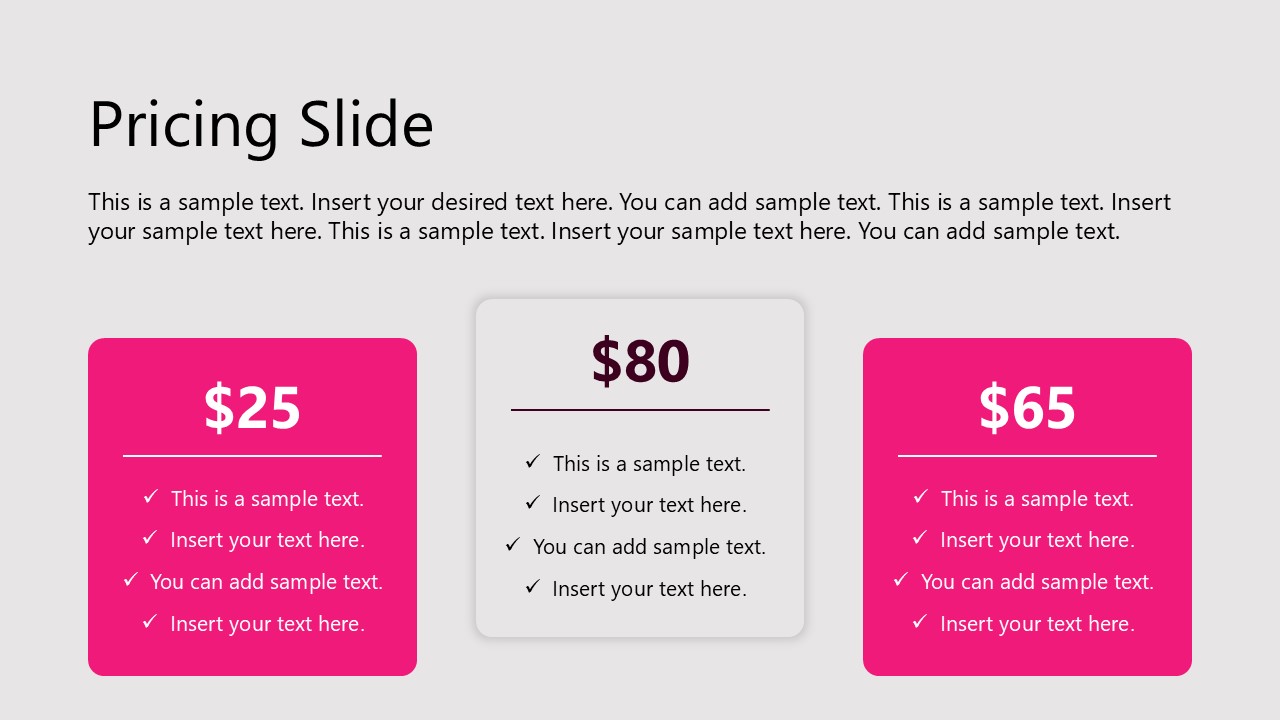 Pricing Slide
This is a sample text. Insert your desired text here. You can add sample text. This is a sample text. Insert
your sample text here. This is a sample text. Insert your sample text here. You can add sample text.
$25
✓ This is a sample text.
✓ Insert your text here.
✓ You can add sample text.
✓ Insert your text here.
$80
✓ This is a sample text.
✓ Insert your text here.
✓ You can add sample text.
✓ Insert your text here.
$65
✓ This is a sample text.
✓ Insert your text here.
✓ You can add sample text.
✓ Insert your text here.